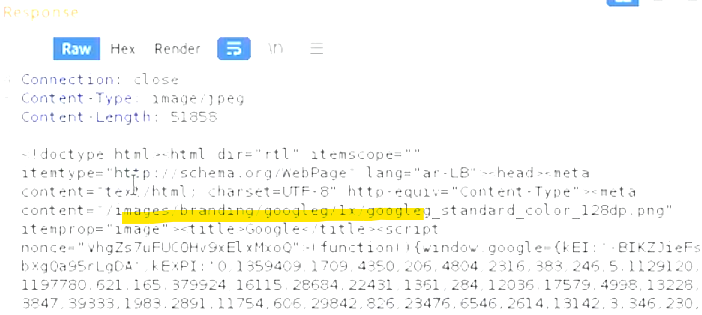 Response
Raw Hex Render \n
Connection: close
Content-Type: image/jpeg
Content-Length: 51858
<!doctype html><html dir="rtl" itemscope=""
itemtype="http://schema.org/WebPage" lang="ar-LB"><head><meta
content="text/html; charset=UTF-8" http-equiv="Content-Type"><meta
content="/images/branding/googleg/1x/googleg_standard_color_128dp.png"
itemprop="image"><title>Google</title><script
(function(){window.google={kEI:
kEXPI:'0,1359409,1709,4350,206,4804,2316,383,246,5,1129120,
1197780,621,165,379924,16115,28684,22431,1361,284,12036,17579,4998,13228,
3847,39333,1983,2891,11754,606,29842,826,23476,6546,2614,13142,3,346,230,